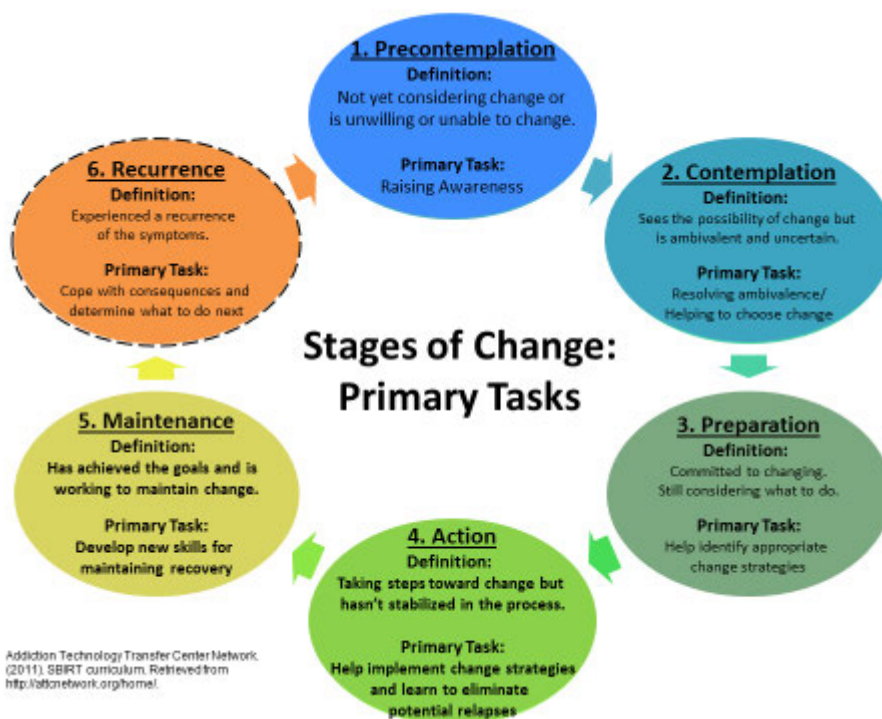 1. Precontemplation
Definition:
Not yet considering change or
is unwilling or unable to change.
Primary Task:
Raising Awareness
2. Contemplation
Definition:
Sees the possibility of change but
is ambivalent and uncertain.
Primary Task:
Resolving ambivalence/
Helping to choose change
3. Preparation
Definition:
Committed to changing.
Still considering what to do.
Primary Task:
Help identify appropriate
change strategies
4. Action
Definition:
Taking steps toward change but
hasn't stabilized in the process.
Primary Task:
Help implement change strategies
and learn to eliminate
potential relapses
5. Maintenance
Definition:
Has achieved the goals and is
working to maintain change.
Primary Task:
Develop new skills for
maintaining recovery
6. Recurrence
Definition:
Experienced a recurrence
of the symptoms.
Primary Task:
Cope with consequences and
determine what to do next
Stages of Change:
Primary Tasks
Addiction Technology Transfer Center Network.
(2011). SBIRT curriculum. Retrieved from
http://attcnetwork.org/home/.